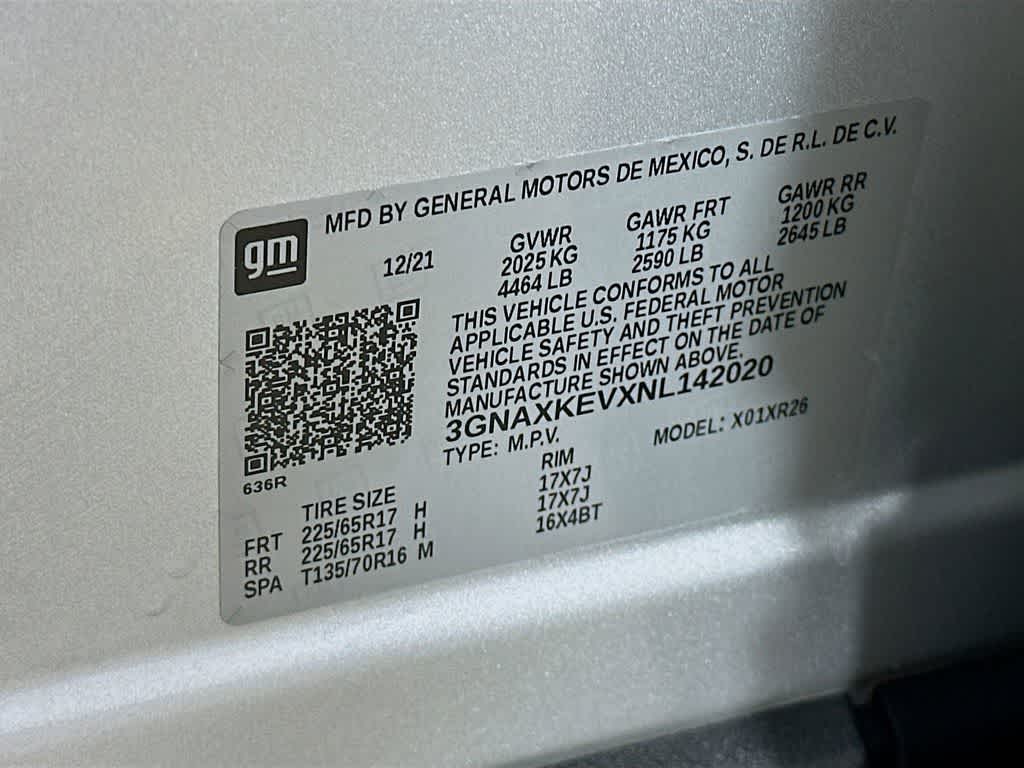 gm
MFD BY GENERAL MOTORS DE MEXICO, S. DE R.L. DE C.V.
12/21
GVWR
2025 KG
4464 LB
GAWR FRT
1175 KG
2590 LB
GAWR RR
1200 KG
2645 LB
THIS VEHICLE CONFORMS TO ALL
APPLICABLE U.S. FEDERAL MOTOR
VEHICLE SAFETY AND THEFT PREVENTION
STANDARDS IN EFFECT ON THE DATE OF
MANUFACTURE SHOWN ABOVE.
3GNAXKEVXNL142020
TYPE: M.P.V.
MODEL: X01XR26
636R
TIRE SIZE
RIM
FRT 225/65R17 H 17X7J
RR 225/65R17 H 17X7J
SPA T135/70R16 M 16X4BT